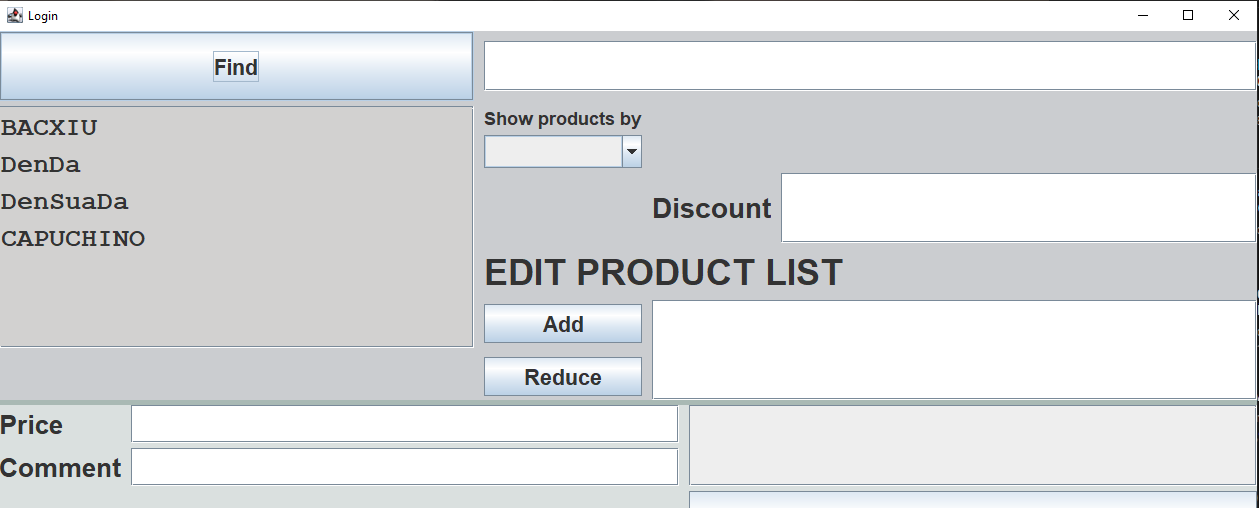 Login
Find
BACXIU
DenDa
DenSuaDa
CAPUCHINO
Show products by
Discount
EDIT PRODUCT LIST
Add
Reduce
Price
Comment